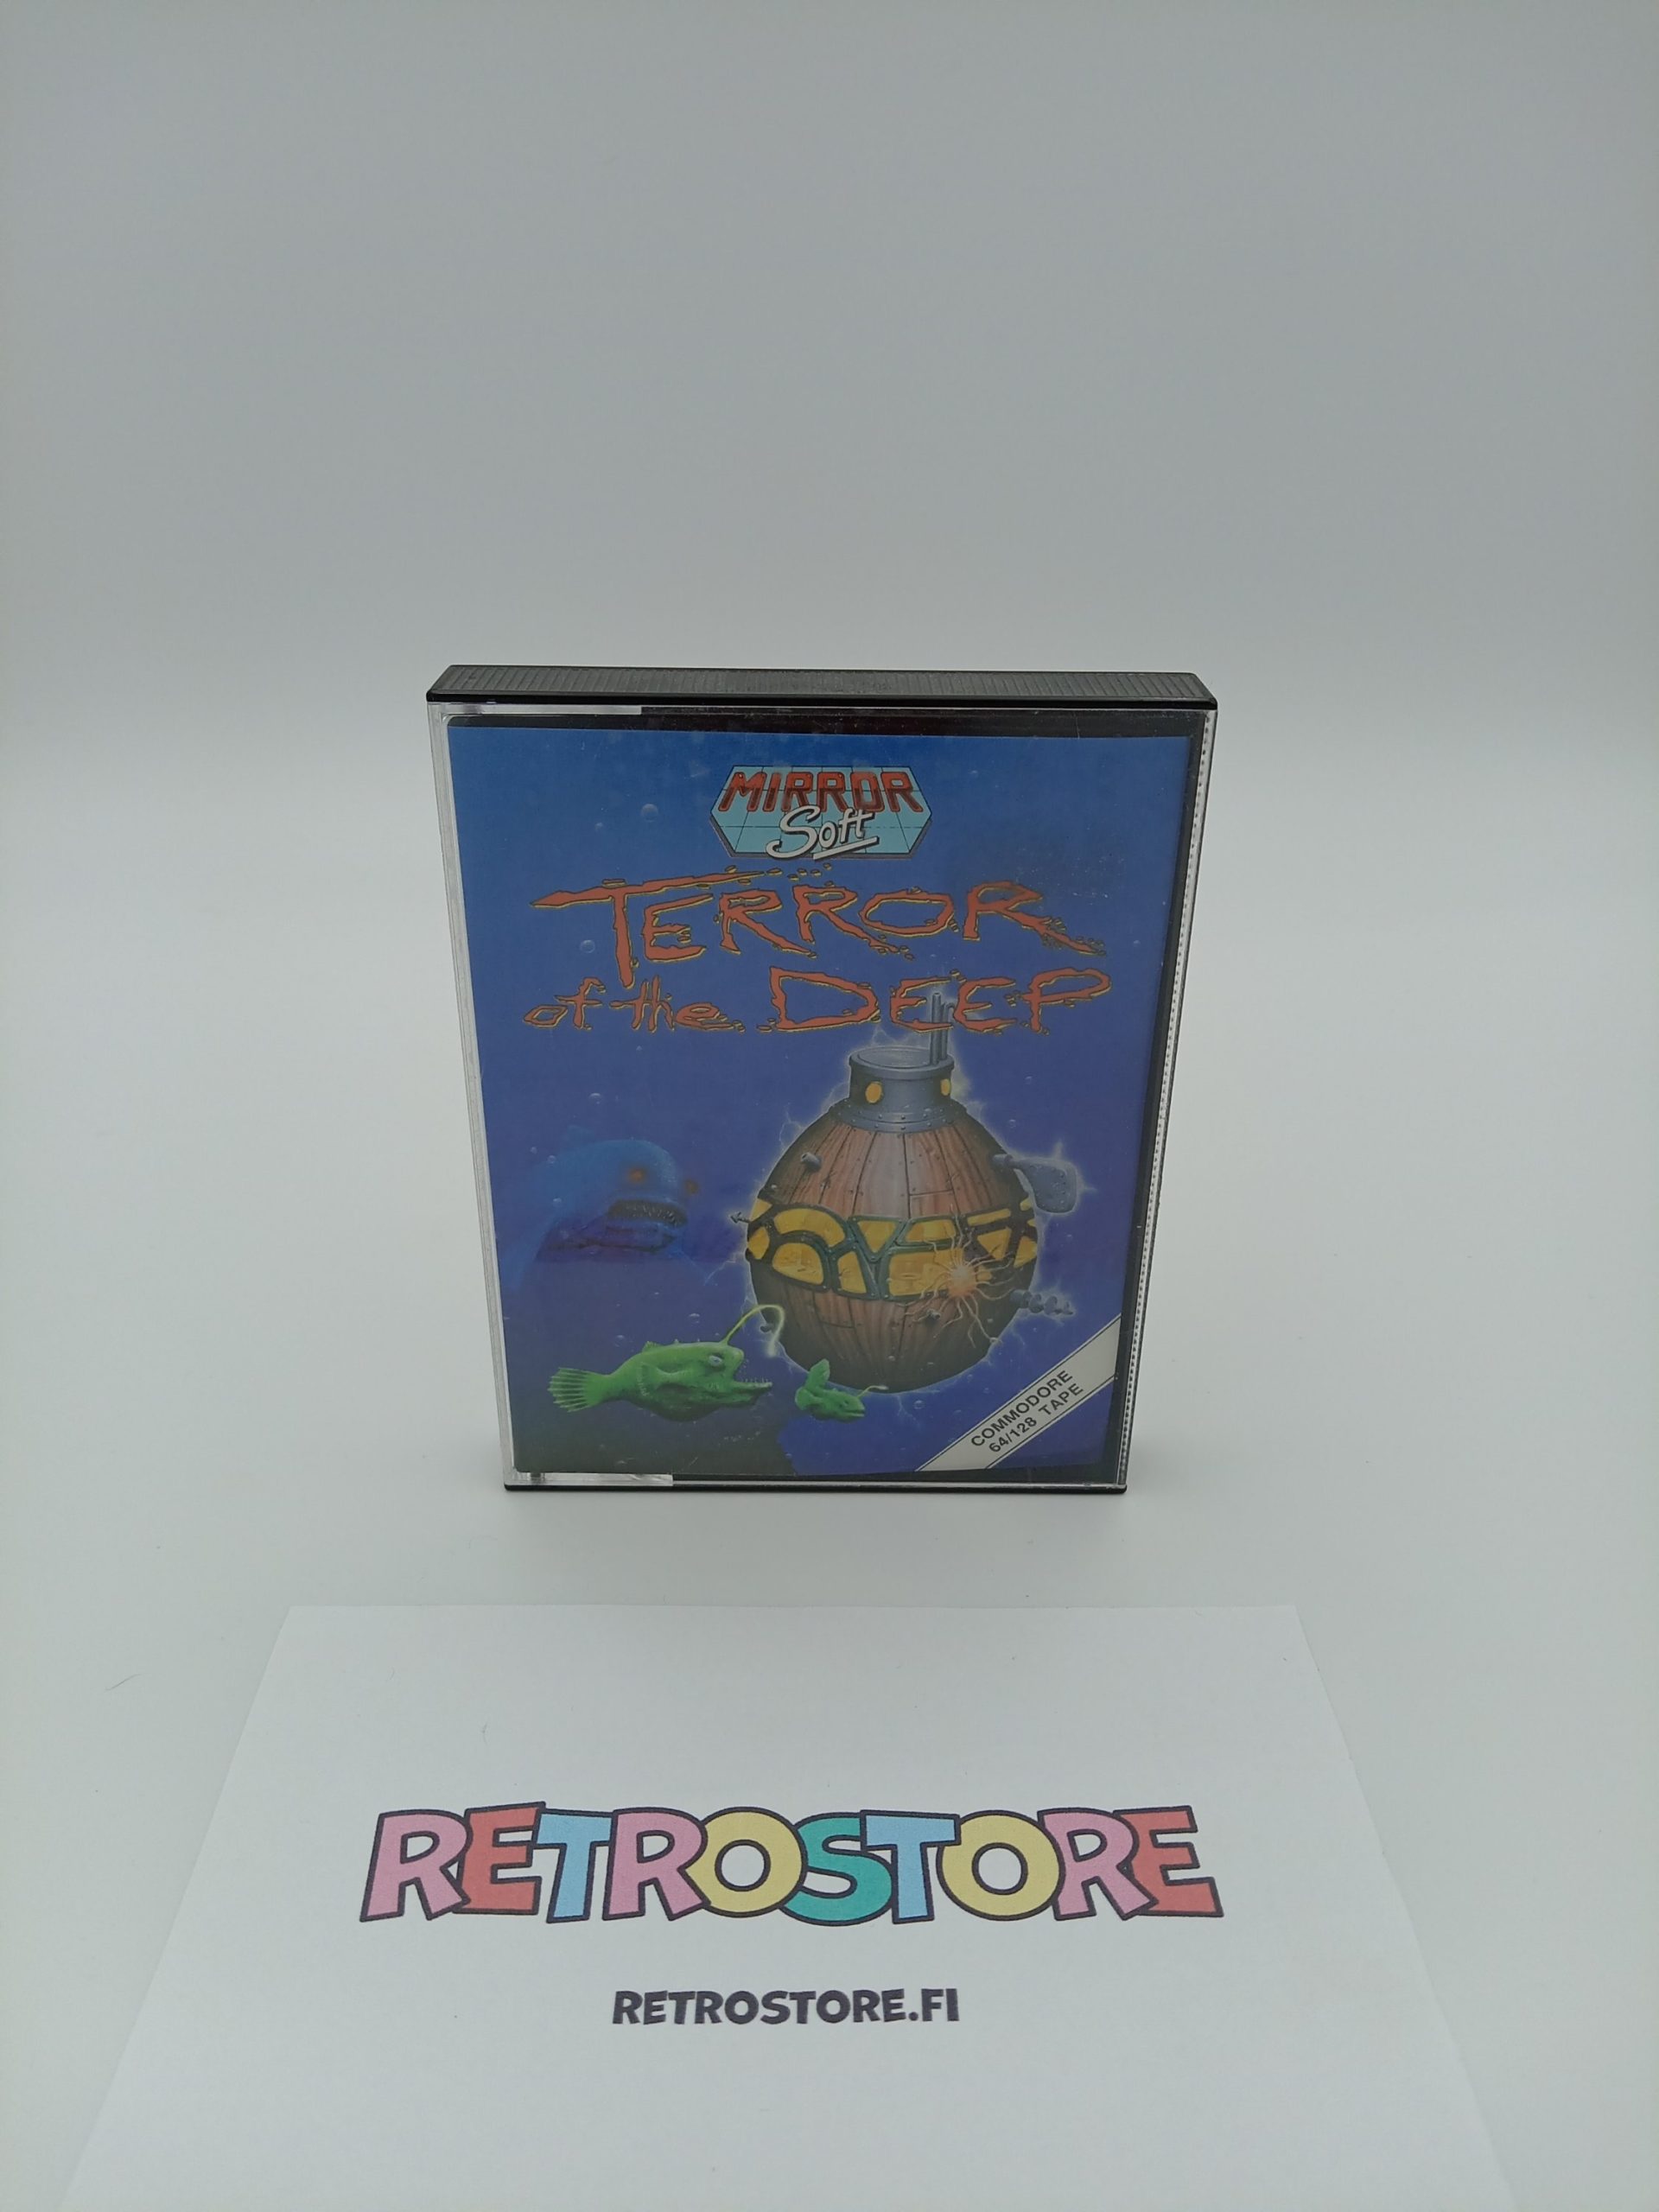 MIRROR
Soft
TERROR
of the DEEP
COMMODORE
64/128 TAPE
RETROSTORE
RETROSTORE.FI